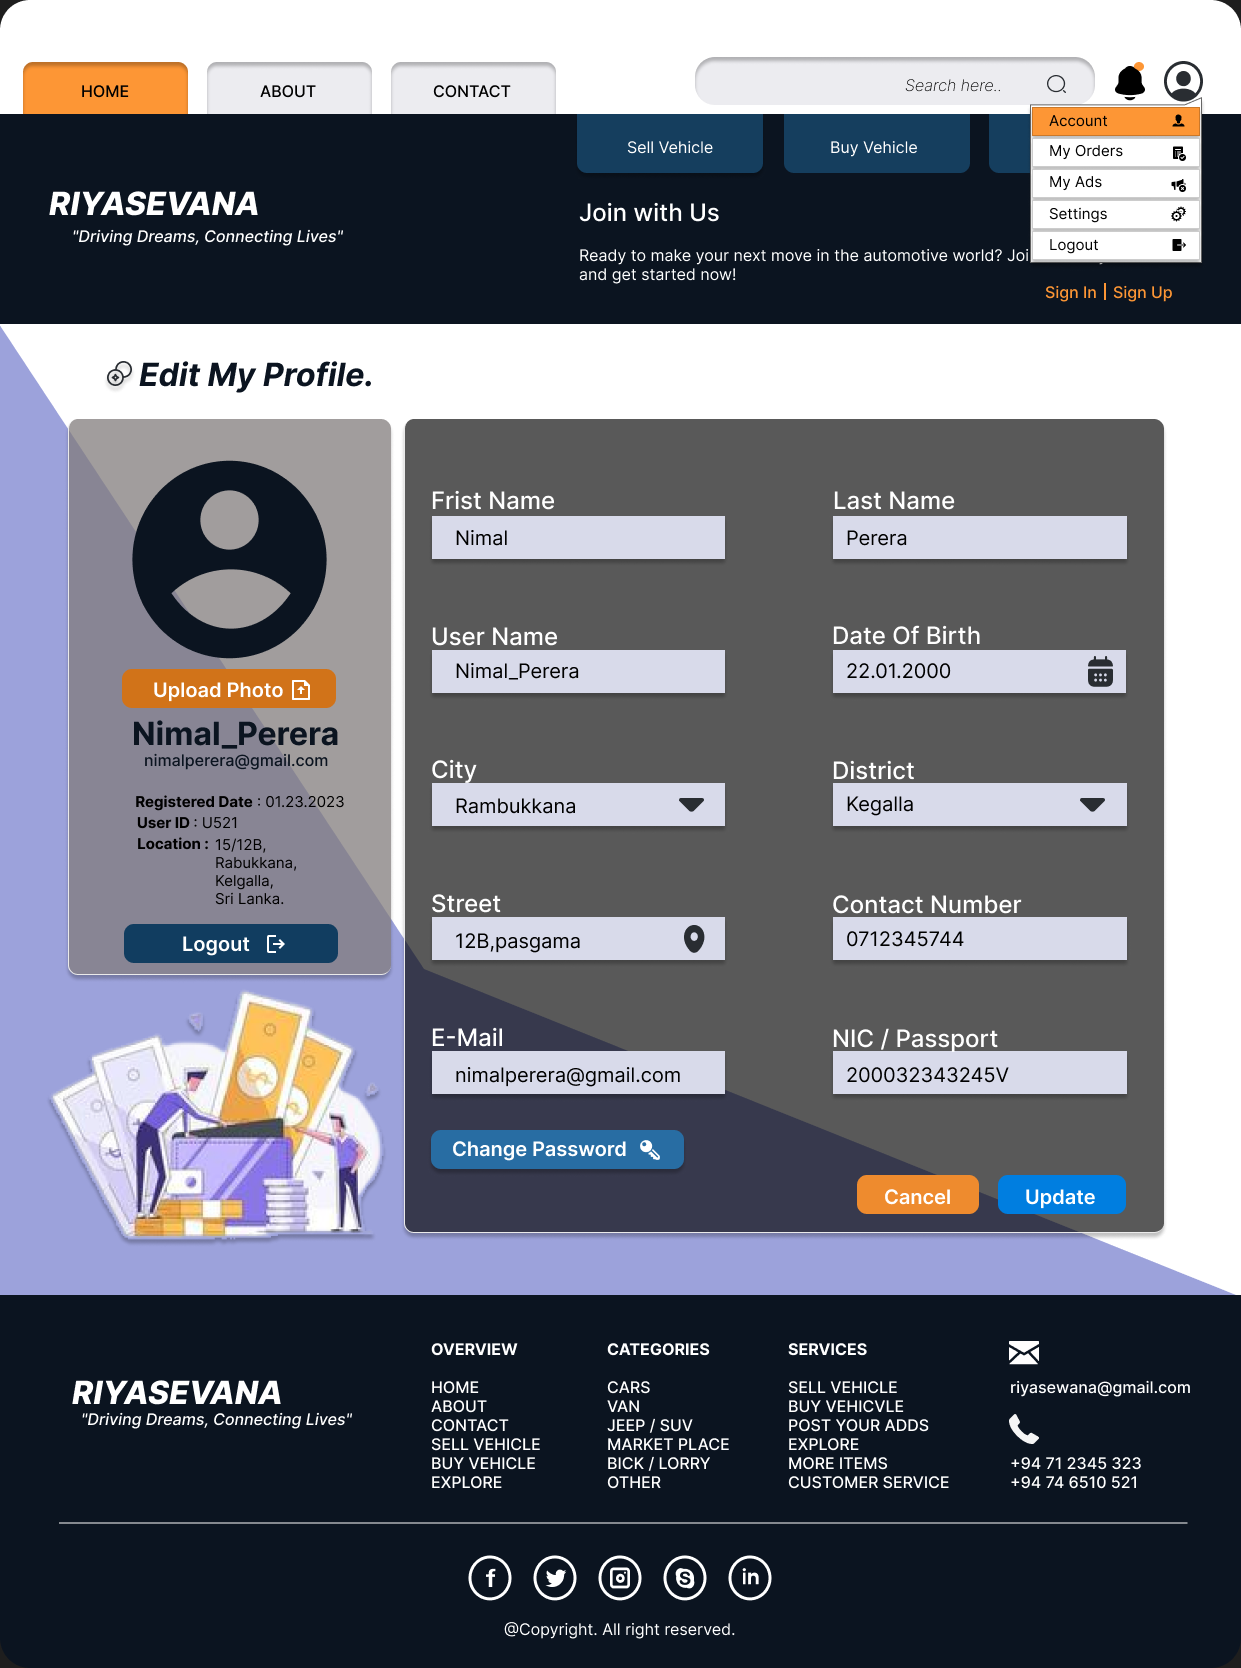 HOME
ABOUT
CONTACT
Search here..
Account
My Orders
My Ads
Settings
Logout
Sell Vehicle
Buy Vehicle
RIYASEVANA
"Driving Dreams, Connecting Lives"
Join with Us
Ready to make your next move in the automotive world?
and get started now!
Sign In | Sign Up
Edit My Profile.
Upload Photo
Nimal_Perera
nimalperera@gmail.com
Registered Date : 01.23.2023
User ID : U521
Location : 15/12B,
Rabukkana,
Kelgalla,
Sri Lanka.
Logout
Frist Name
Nimal
Last Name
Perera
User Name
Nimal_Perera
Date Of Birth
22.01.2000
City
Rambukkana
District
Kegalla
Street
12B,pasgama
Contact Number
0712345744
E-Mail
nimalperera@gmail.com
NIC / Passport
200032343245V
Change Password
Cancel
Update
RIYASEVANA
"Driving Dreams, Connecting Lives"
OVERVIEW
HOME
ABOUT
CONTACT
SELL VEHICLE
BUY VEHICLE
EXPLORE
CATEGORIES
CARS
VAN
JEEP / SUV
MARKET PLACE
BICK / LORRY
OTHER
SERVICES
SELL VEHICLE
BUY VEHICVLE
POST YOUR ADDS
EXPLORE
MORE ITEMS
CUSTOMER SERVICE
riyasewana@gmail.com
+94 71 2345 323
+94 74 6510 521
@Copyright. All right reserved.